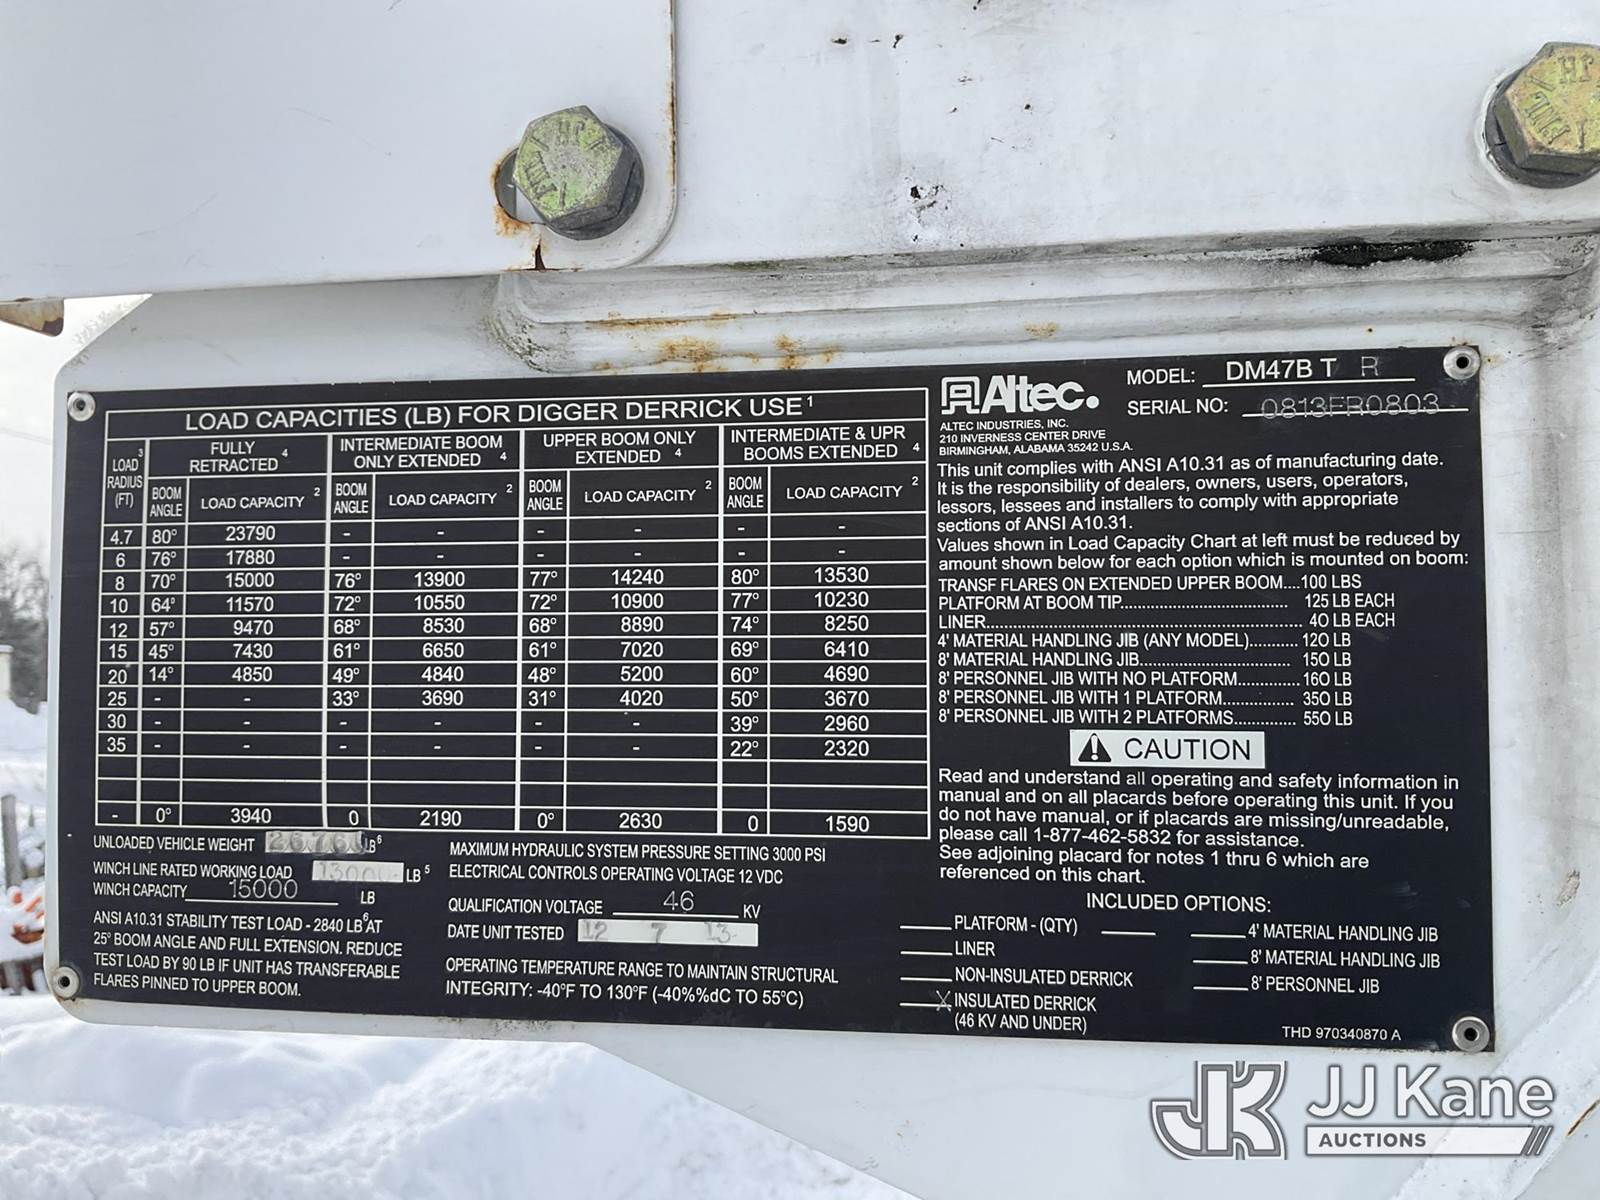 LOAD CAPACITIES (LB) FOR DIGGER DERRICK USE 1
LOAD RADIUS (FT) 3
FULLY RETRACTED 4
INTERMEDIATE BOOM ONLY EXTENDED 4
UPPER BOOM ONLY EXTENDED 4
INTERMEDIATE & UPR BOOMS EXTENDED 4
BOOM ANGLE LOAD CAPACITY 2 BOOM ANGLE LOAD CAPACITY 2 BOOM ANGLE LOAD CAPACITY 2 BOOM ANGLE LOAD CAPACITY 2
4.7 80° 23790 - - - - - -
6 76° 17880 - - - - - -
8 70° 15000 76° 13900 77° 14240 80° 13530
10 64° 11570 72° 10550 72° 10900 77° 10230
12 57° 9470 68° 8530 68° 8890 74° 8250
15 45° 7430 61° 6650 61° 7020 69° 6410
20 14° 4850 49° 4840 48° 5200 60° 4690
25 - - 33° 3690 31° 4020 50° 3670
30 - - - - - - 39° 2960
35 - - - - - - 22° 2320
- 0° 3940 0 2190 0° 2630 0 1590
UNLOADED VEHICLE WEIGHT LB 6
WINCH LINE RATED WORKING LOAD 13000 LB 5
WINCH CAPACITY 15000 LB
ANSI A10.31 STABILITY TEST LOAD - 2840 LB 6 AT
25° BOOM ANGLE AND FULL EXTENSION. REDUCE
TEST LOAD BY 90 LB IF UNIT HAS TRANSFERABLE
FLARES PINNED TO UPPER BOOM.
MAXIMUM HYDRAULIC SYSTEM PRESSURE SETTING 3000 PSI
ELECTRICAL CONTROLS OPERATING VOLTAGE 12 VDC
QUALIFICATION VOLTAGE 46 KV
DATE UNIT TESTED 12 7 13
OPERATING TEMPERATURE RANGE TO MAINTAIN STRUCTURAL
INTEGRITY: -40°F TO 130°F (-40%%dC TO 55°C)
Altec.
ALTEC INDUSTRIES, INC.
210 INVERNESS CENTER DRIVE
BIRMINGHAM, ALABAMA 35242 U.S.A.
MODEL: DM47B T R
SERIAL NO: 0813FR0803
This unit complies with ANSI A10.31 as of manufacturing date.
It is the responsibility of dealers, owners, users, operators,
lessors, lessees and installers to comply with appropriate
sections of ANSI A10.31.
Values shown in Load Capacity Chart at left must be reduced by
amount shown below for each option which is mounted on boom:
TRANSF FLARES ON EXTENDED UPPER BOOM....100 LBS
PLATFORM AT BOOM TIP... 125 LB EACH
LINER... 40 LB EACH
4' MATERIAL HANDLING JIB (ANY MODEL)... 120 LB
8' MATERIAL HANDLING JIB... 150 LB
8' PERSONNEL JIB WITH NO PLATFORM... 160 LB
8' PERSONNEL JIB WITH 1 PLATFORM... 350 LB
8' PERSONNEL JIB WITH 2 PLATFORMS... 550 LB
CAUTION
Read and understand all operating and safety information in
manual and on all placards before operating this unit. If you
do not have manual, or if placards are missing/unreadable,
please call 1-877-462-5832 for assistance.
See adjoining placard for notes 1 thru 6 which are
referenced on this chart.
INCLUDED OPTIONS:
PLATFORM - (QTY)
LINER
NON-INSULATED DERRICK
X INSULATED DERRICK
(46 KV AND UNDER)
4' MATERIAL HANDLING JIB
8' MATERIAL HANDLING JIB
8' PERSONNEL JIB
THD 970340870 A
JK JJ Kane
AUCTIONS